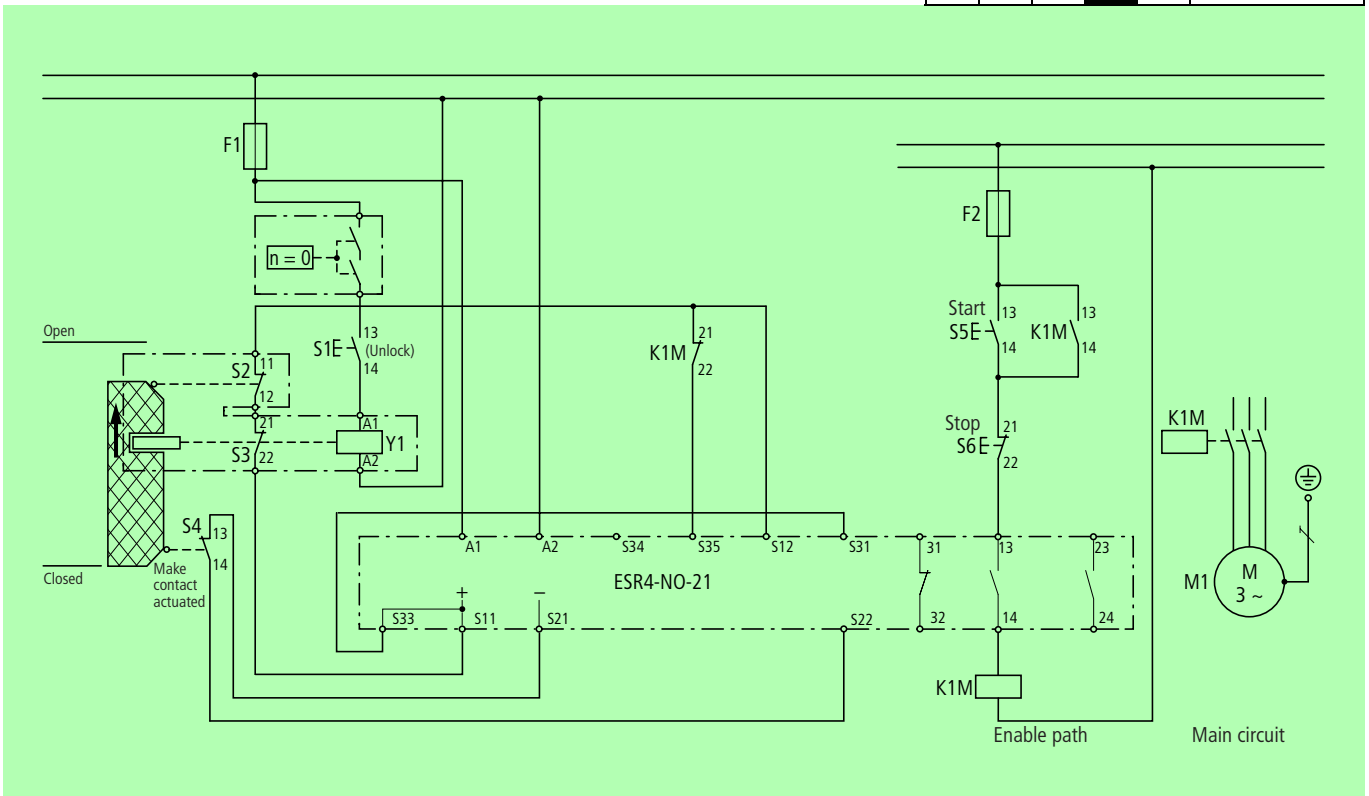 F1
n = 0
Open
S1E
13
(Unlock)
14
S2
11
12
21
S3
22
A1
Y1
A2
S4
13
14
Closed
Make
contact
actuated
K1M
21
22
A1
A2
S34
S35
S12
S31
31
13
23
ESR4-NO-21
+
–
S33
S11
S21
S22
32
14
24
F2
Start
S5E
13
14
K1M
13
14
Stop
S6E
21
22
K1M
Enable path
K1M
M1
M
3 ~
Main circuit